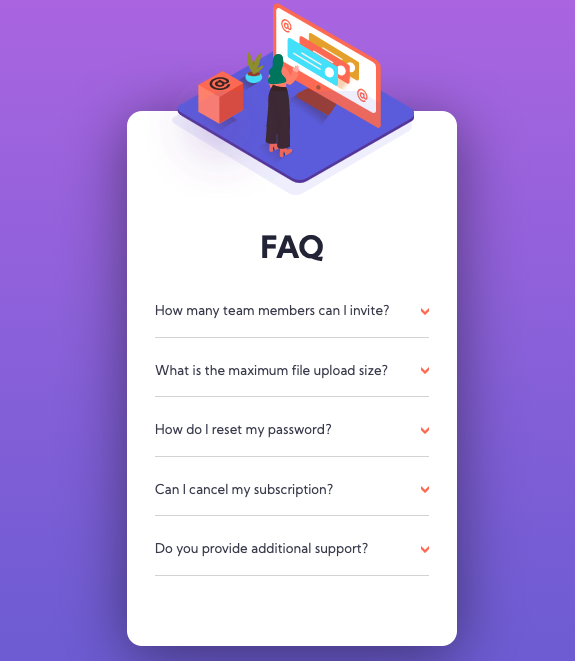 FAQ
How many team members can I invite?
What is the maximum file upload size?
How do I reset my password?
Can I cancel my subscription?
Do you provide additional support?